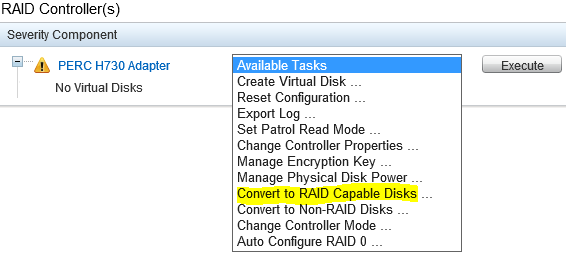 RAID Controller(s)
Severity Component
PERC H730 Adapter
No Virtual Disks
Available Tasks
Create Virtual Disk ...
Reset Configuration ...
Export Log ...
Set Patrol Read Mode ...
Change Controller Properties ...
Manage Encryption Key ...
Manage Physical Disk Power ...
Convert to RAID Capable Disks ...
Convert to Non-RAID Disks ...
Change Controller Mode ...
Auto Configure RAID 0 ...
Execute